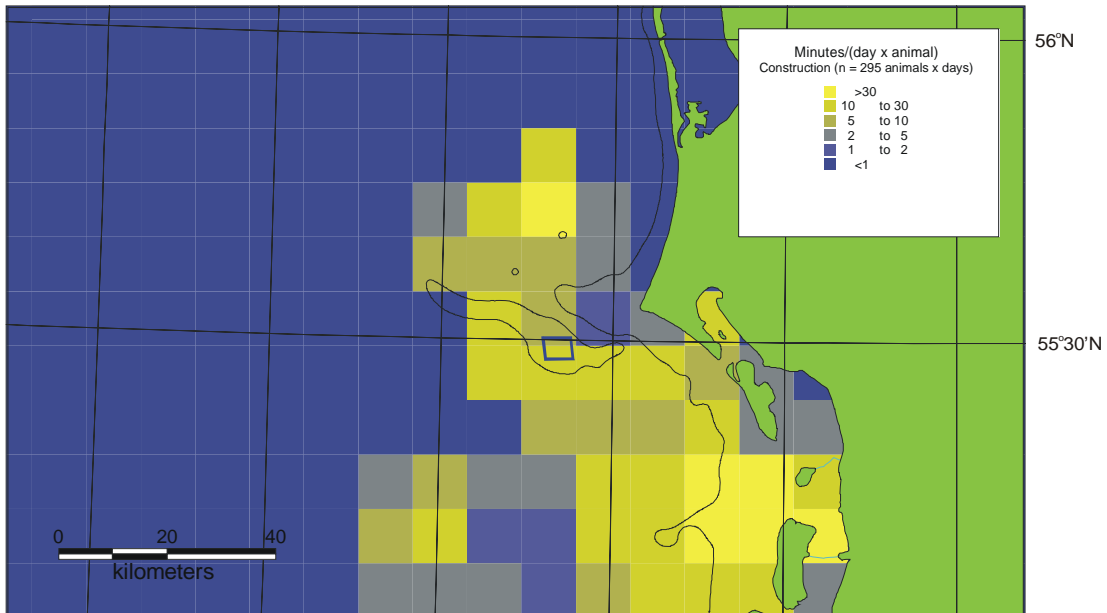 56°N
Minutes/(day x animal)
Construction (n = 295 animals x days)
>30
10 to 30
5 to 10
2 to 5
1 to 2
<1
55°30'N
0 20 40
kilometers